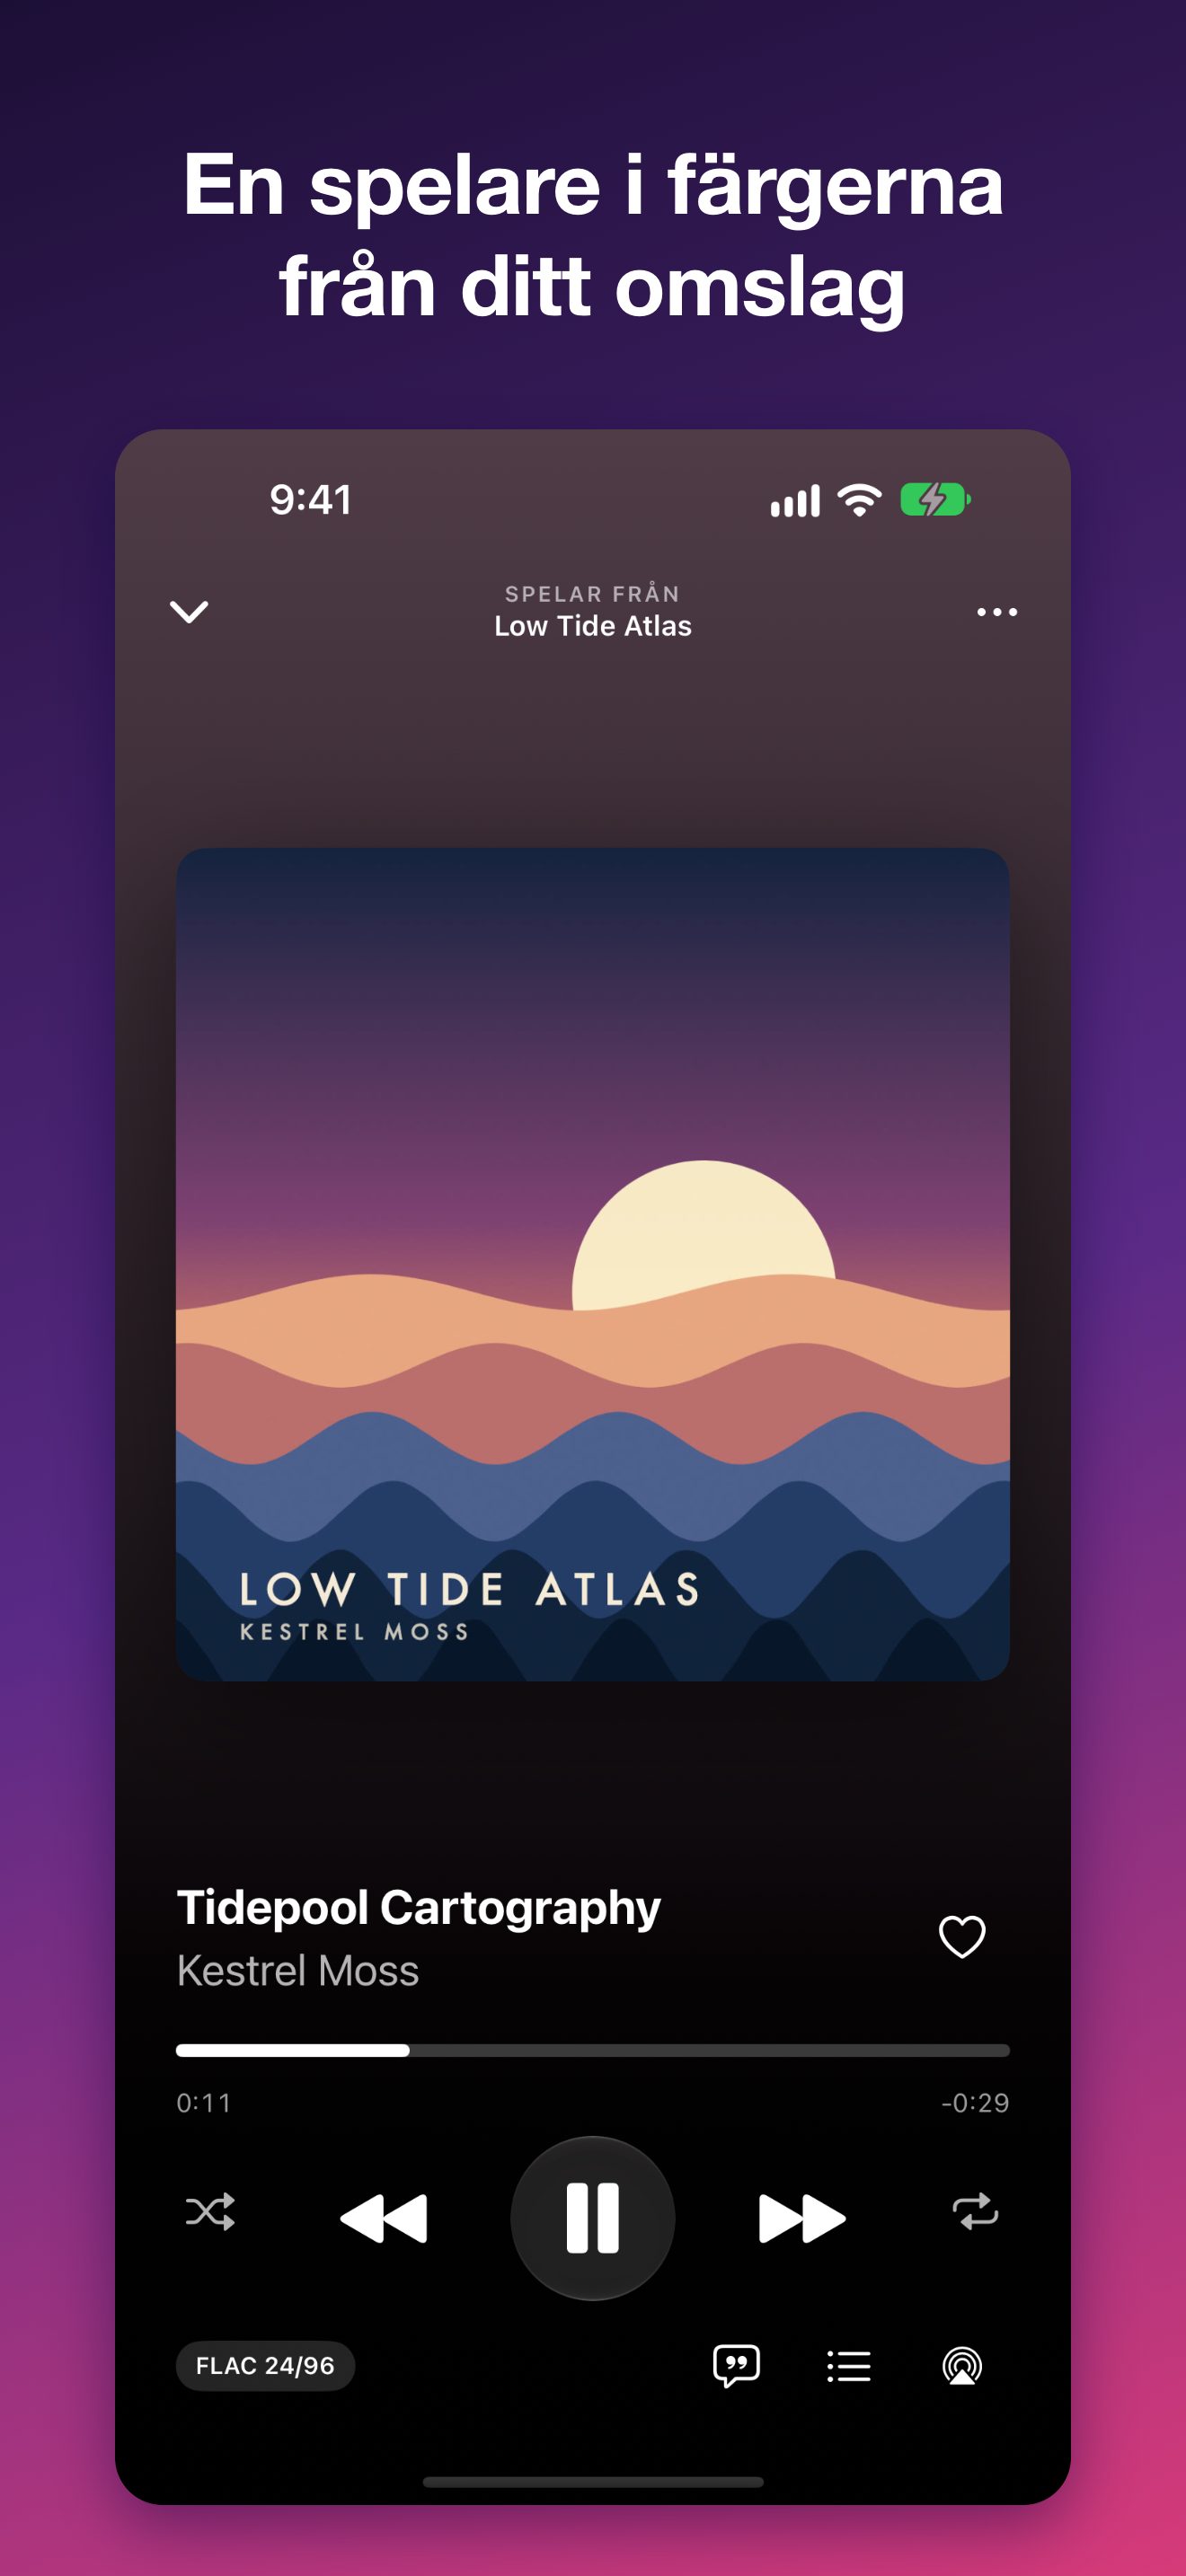 En spelare i färgerna
från ditt omslag
9:41
SPELAR FRÅN
Low Tide Atlas
LOW TIDE ATLAS
KESTREL MOSS
Tidepool Cartography
Kestrel Moss
0:11
-0:29
FLAC 24/96